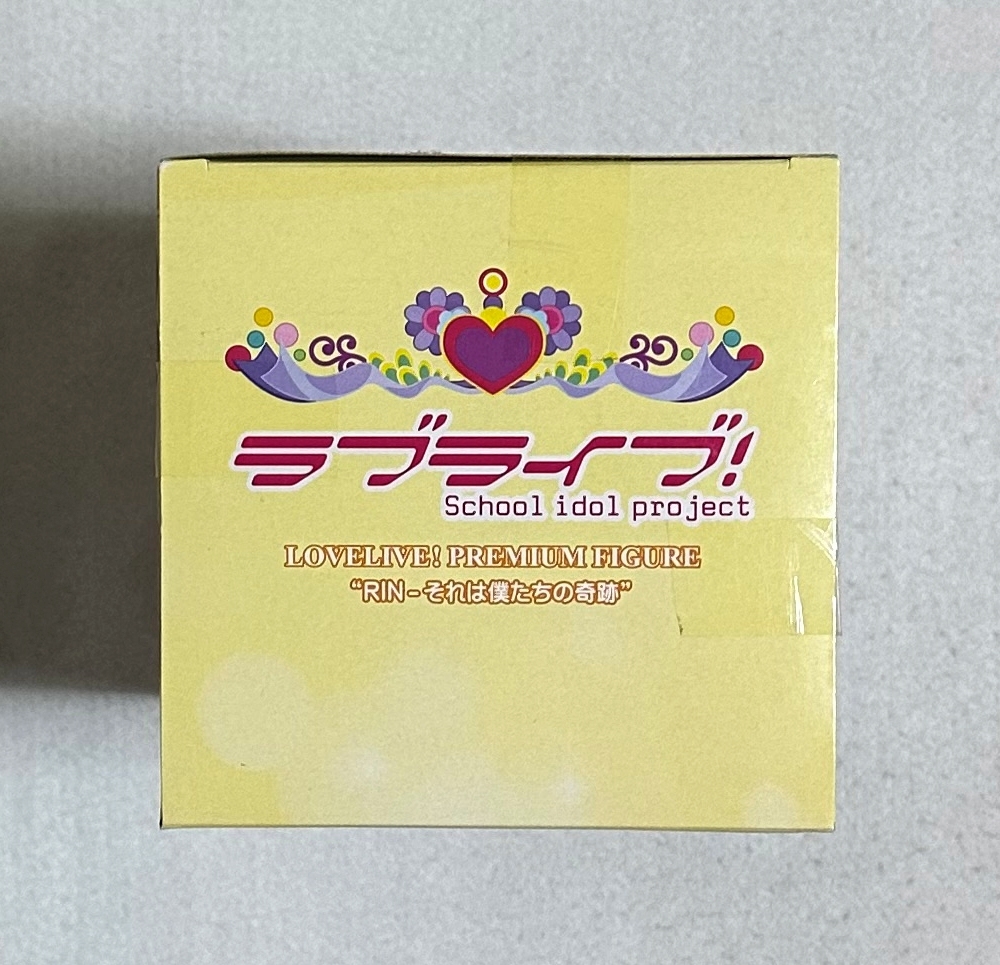 ラブライブ!
School idol project
LOVELIVE! PREMIUM FIGURE
“RIN-それは僕たちの奇跡”